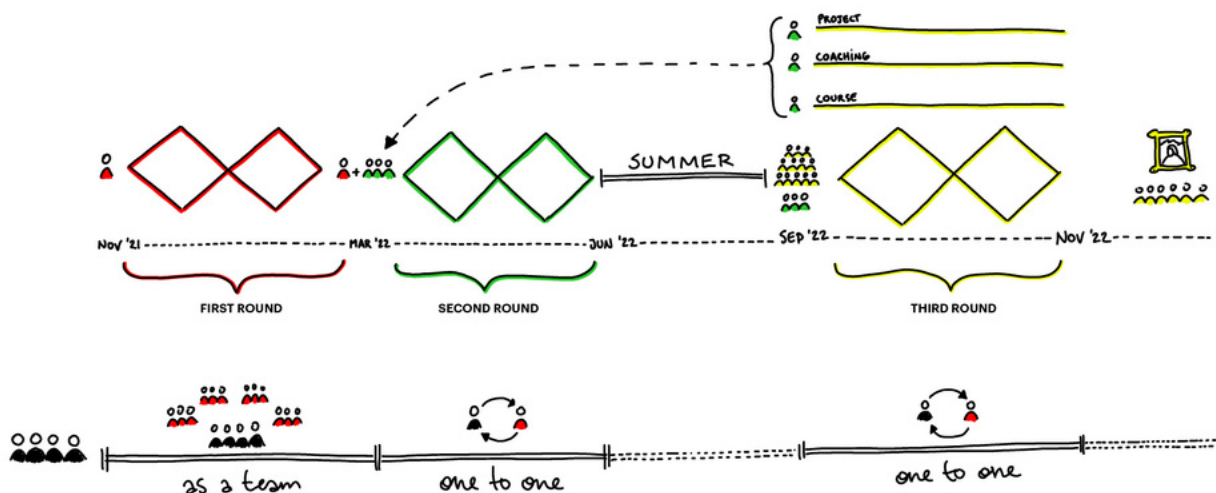 PROJECT
COACHING
COURSE
+
SUMMER
NOV '21
MAR '22
JUN '22
SEP '22
NOV '22
FIRST ROUND
SECOND ROUND
THIRD ROUND
as a team
one to one
one to one